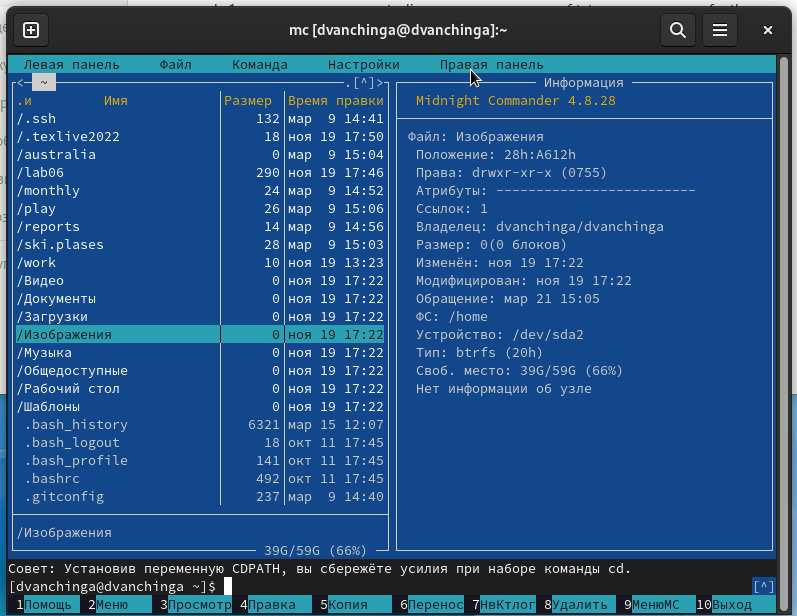 mc [dvanchinga@dvanchinga]:~
Левая панель Файл Команда Настройки Правая панель
<— ~ .[^]>
.и Имя Размер Время правки
/.ssh 132 мар 9 14:41
/.texlive2022 18 ноя 19 17:50
/australia 0 мар 9 15:04
/lab06 290 ноя 19 17:46
/monthly 24 мар 9 14:52
/play 26 мар 9 15:06
/reports 14 мар 9 14:56
/ski.plases 28 мар 9 15:03
/work 10 ноя 19 13:23
/Видео 0 ноя 19 17:22
/Документы 0 ноя 19 17:22
/Загрузки 0 ноя 19 17:22
/Изображения 0 ноя 19 17:22
/Музыка 0 ноя 19 17:22
/Общедоступные 0 ноя 19 17:22
/Рабочий стол 0 ноя 19 17:22
/Шаблоны 0 ноя 19 17:22
.bash_history 6321 мар 15 12:07
.bash_logout 18 окт 11 17:45
.bash_profile 141 окт 11 17:45
.bashrc 492 окт 11 17:45
.gitconfig 237 мар 9 14:40
/Изображения
39G/59G (66%)
Информация
Midnight Commander 4.8.28
Файл: Изображения
Положение: 28h:A612h
Права: drwxr-xr-x (0755)
Атрибуты: -------------------------
Ссылок: 1
Владелец: dvanchinga/dvanchinga
Размер: 0(0 блоков)
Изменён: ноя 19 17:22
Модифицирован: ноя 19 17:22
Обращение: мар 21 15:05
ФС: /home
Устройство: /dev/sda2
Тип: btrfs (20h)
Своб. место: 39G/59G (66%)
Нет информации об узле
Совет: Установив переменную CDPATH, вы сбережёте усилия при наборе команды cd.
[dvanchinga@dvanchinga ~]$ [^]
1Помощь 2Меню 3Просмотр 4Правка 5Копия 6Перенос 7НвКтлог 8Удалить 9МенюMC 10Выход